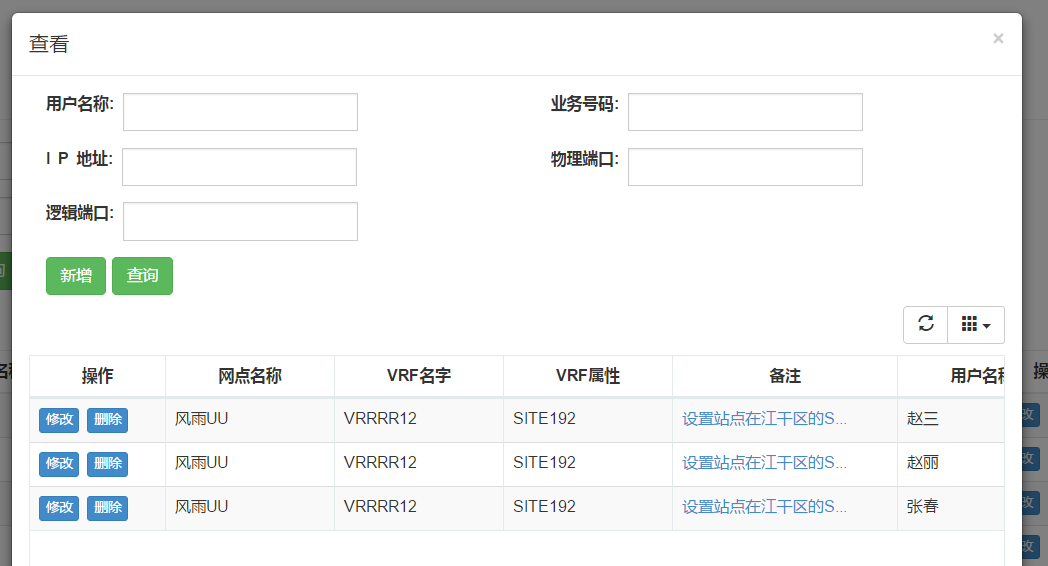 查看
×
用户名称:
业务号码:
I P 地址:
物理端口:
逻辑端口:
新增 查询
操作 网点名称 VRF名字 VRF属性 备注 用户名称
修改 删除 风雨UU VRRRR12 SITE192 设置站点在江干区的S... 赵三
修改 删除 风雨UU VRRRR12 SITE192 设置站点在江干区的S... 赵丽
修改 删除 风雨UU VRRRR12 SITE192 设置站点在江干区的S... 张春